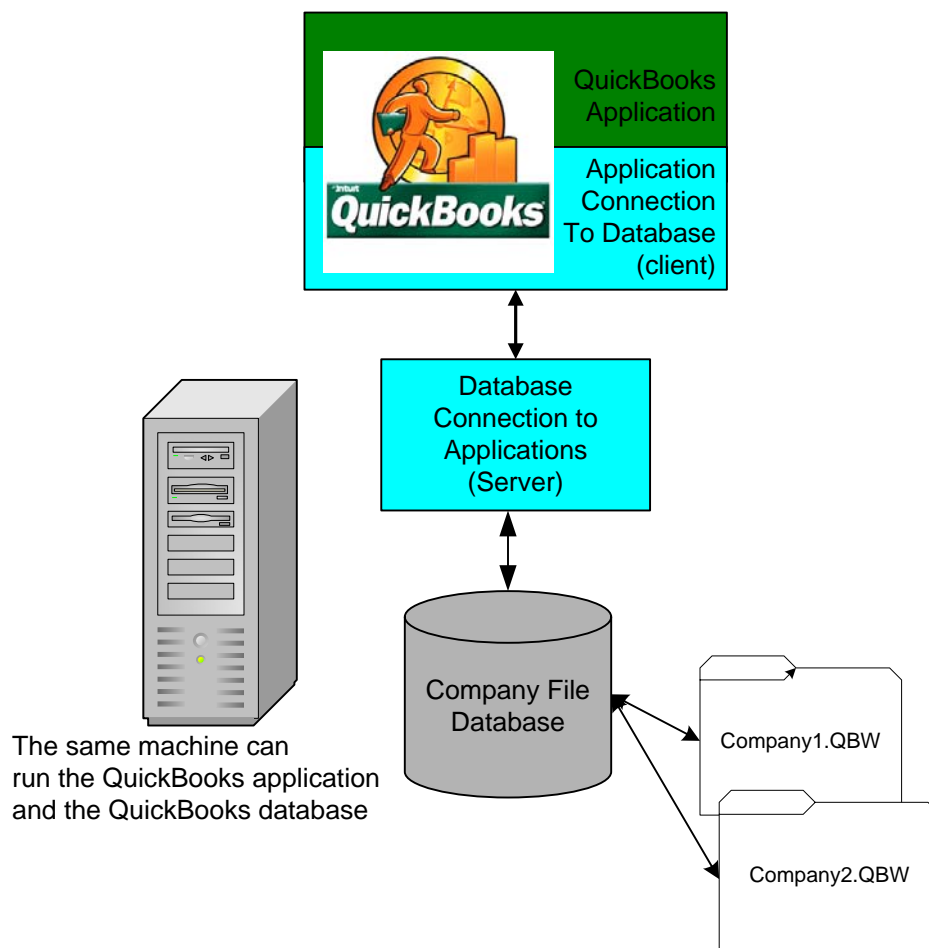 QuickBooks
Application
Application
Connection
To Database
(client)
intuit
QuickBooks
Database
Connection to
Applications
(Server)
Company File
Database
Company1.QBW
Company2.QBW
The same machine can
run the QuickBooks application
and the QuickBooks database